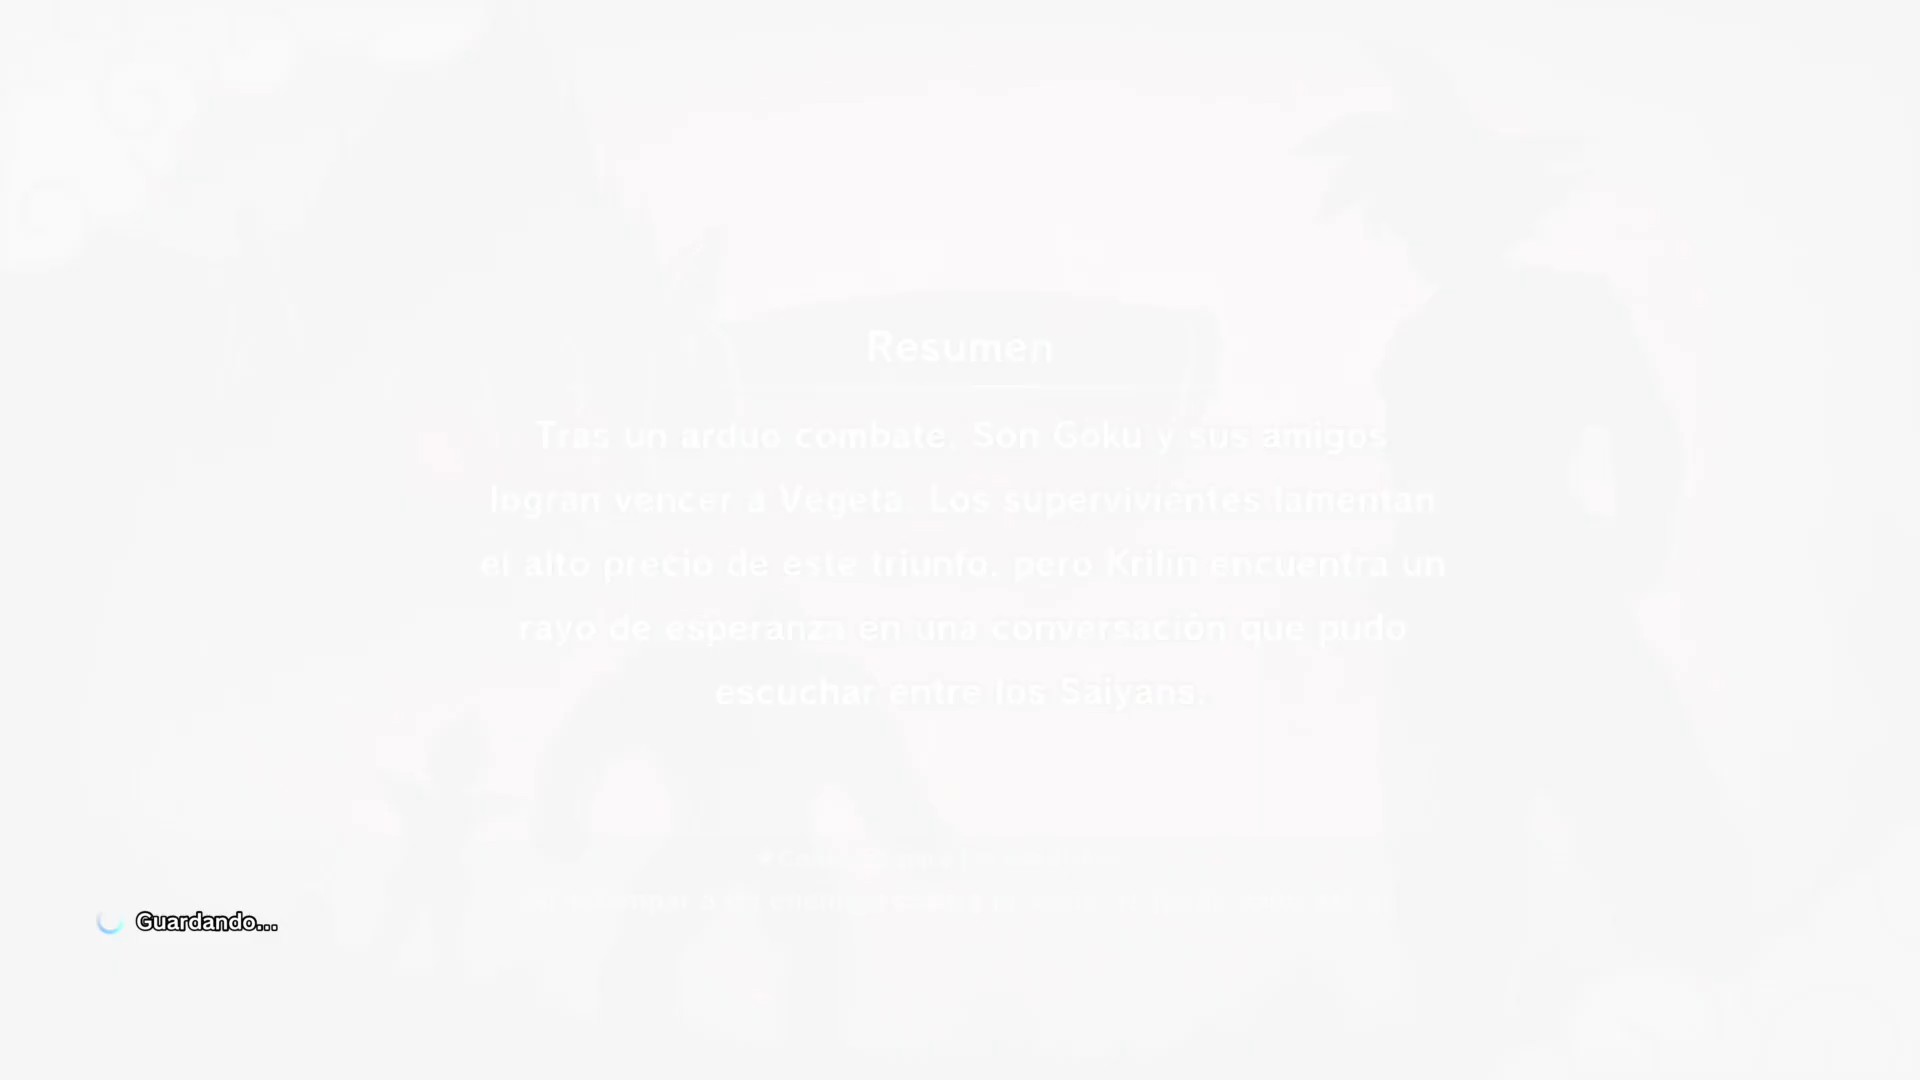 Resumen
Tras un arduo combate, Son Goku y sus amigos
logran vencer a Vegeta. Los supervivientes lamentan
el alto precio de este triunfo, pero Krilin encuentra un
rayo de esperanza en una conversación que pudo
escuchar entre los Saiyans.
Guardando...